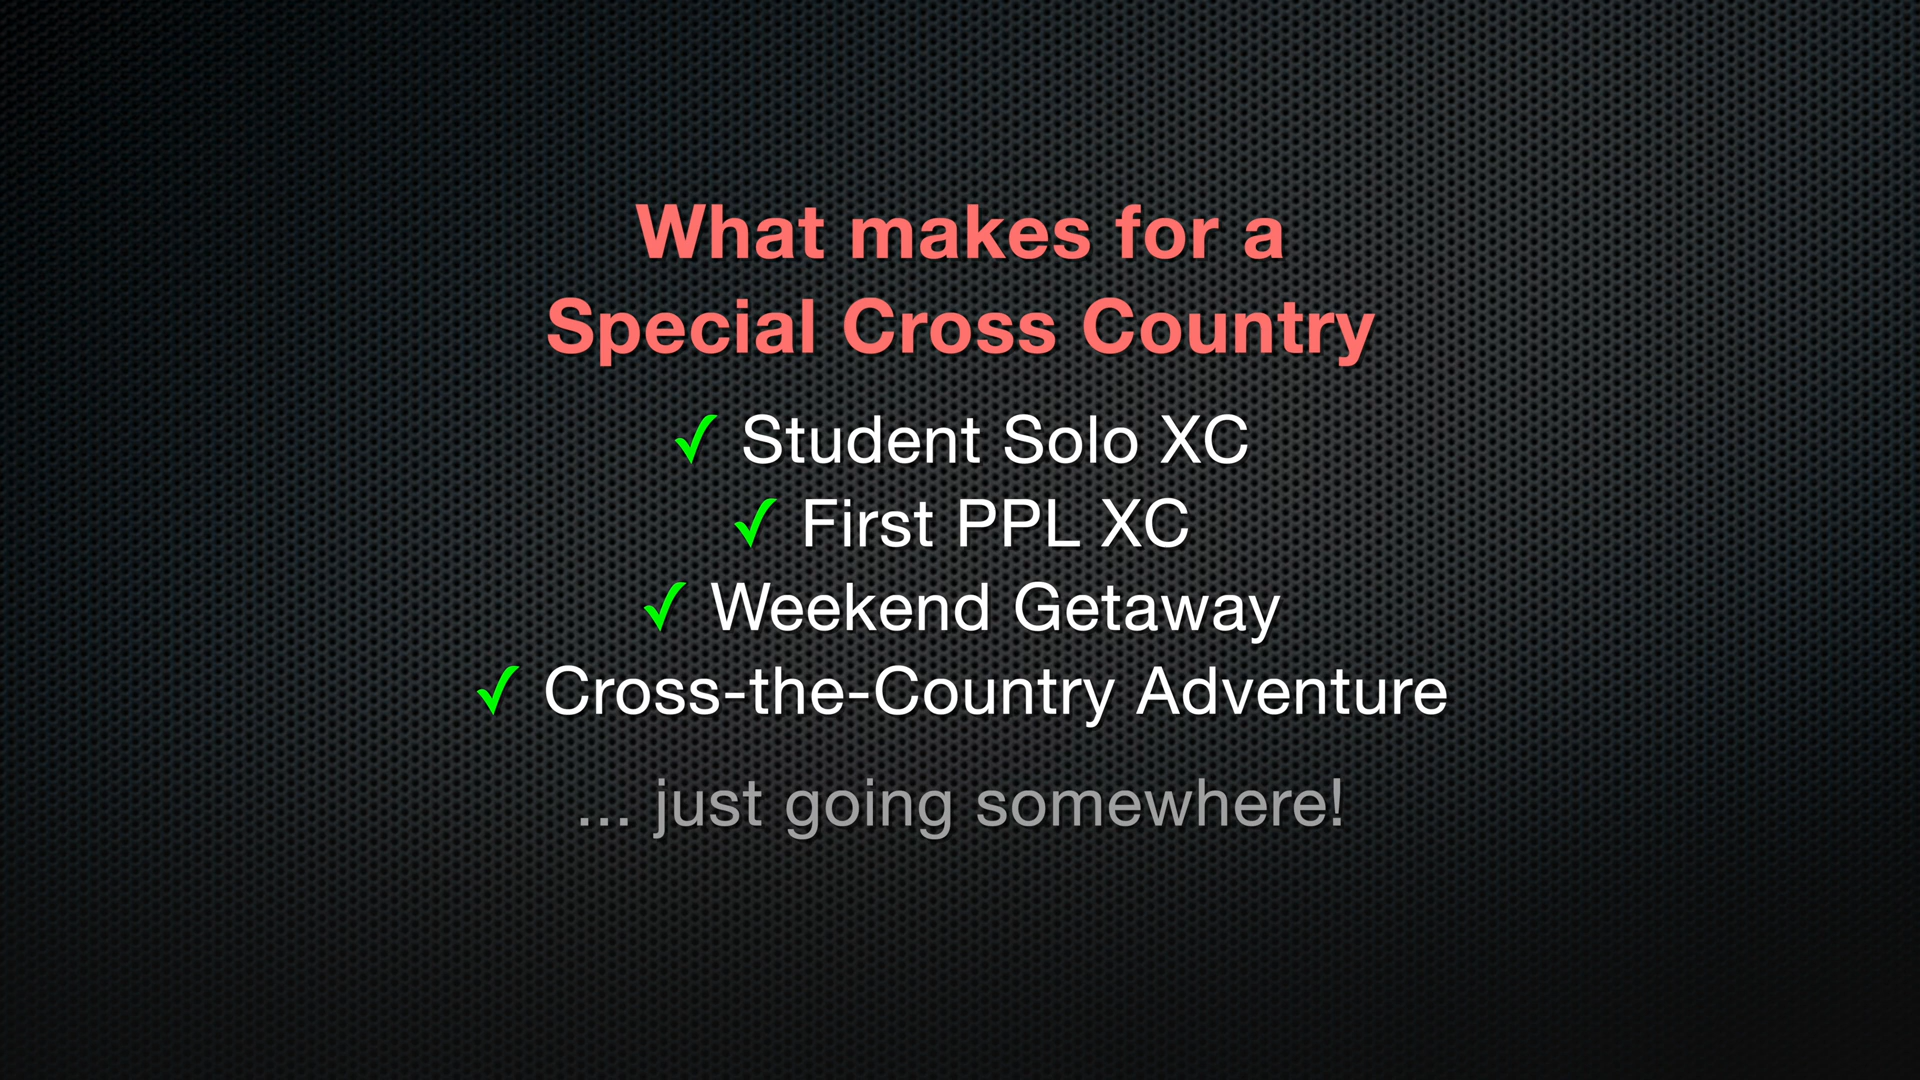 What makes for a
Special Cross Country
✓ Student Solo XC
✓ First PPL XC
✓ Weekend Getaway
✓ Cross-the-Country Adventure
... just going somewhere!